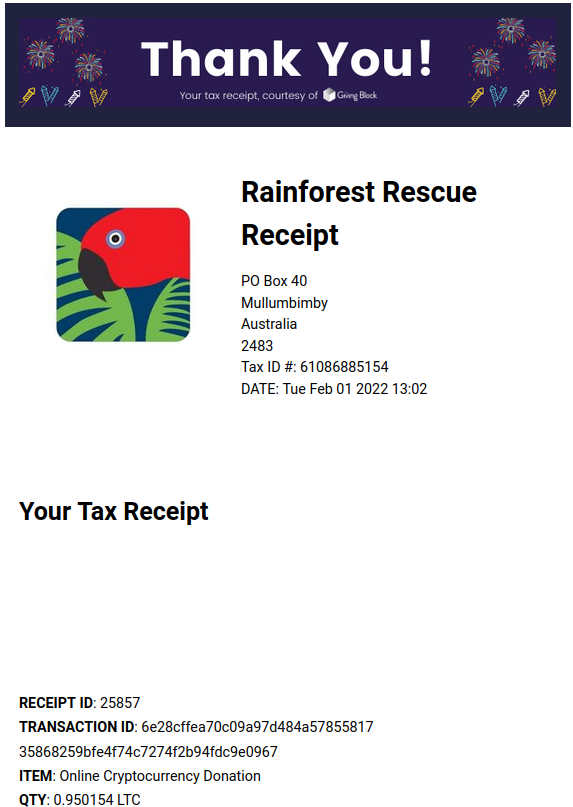 Thank You!
Your tax receipt, courtesy of Giving Block
Rainforest Rescue
Receipt
PO Box 40
Mullumbimby
Australia
2483
Tax ID #: 61086885154
DATE: Tue Feb 01 2022 13:02
Your Tax Receipt
RECEIPT ID: 25857
TRANSACTION ID: 6e28cffea70c09a97d484a57855817
35868259bfe4f74c7274f2b94fdc9e0967
ITEM: Online Cryptocurrency Donation
QTY: 0.950154 LTC